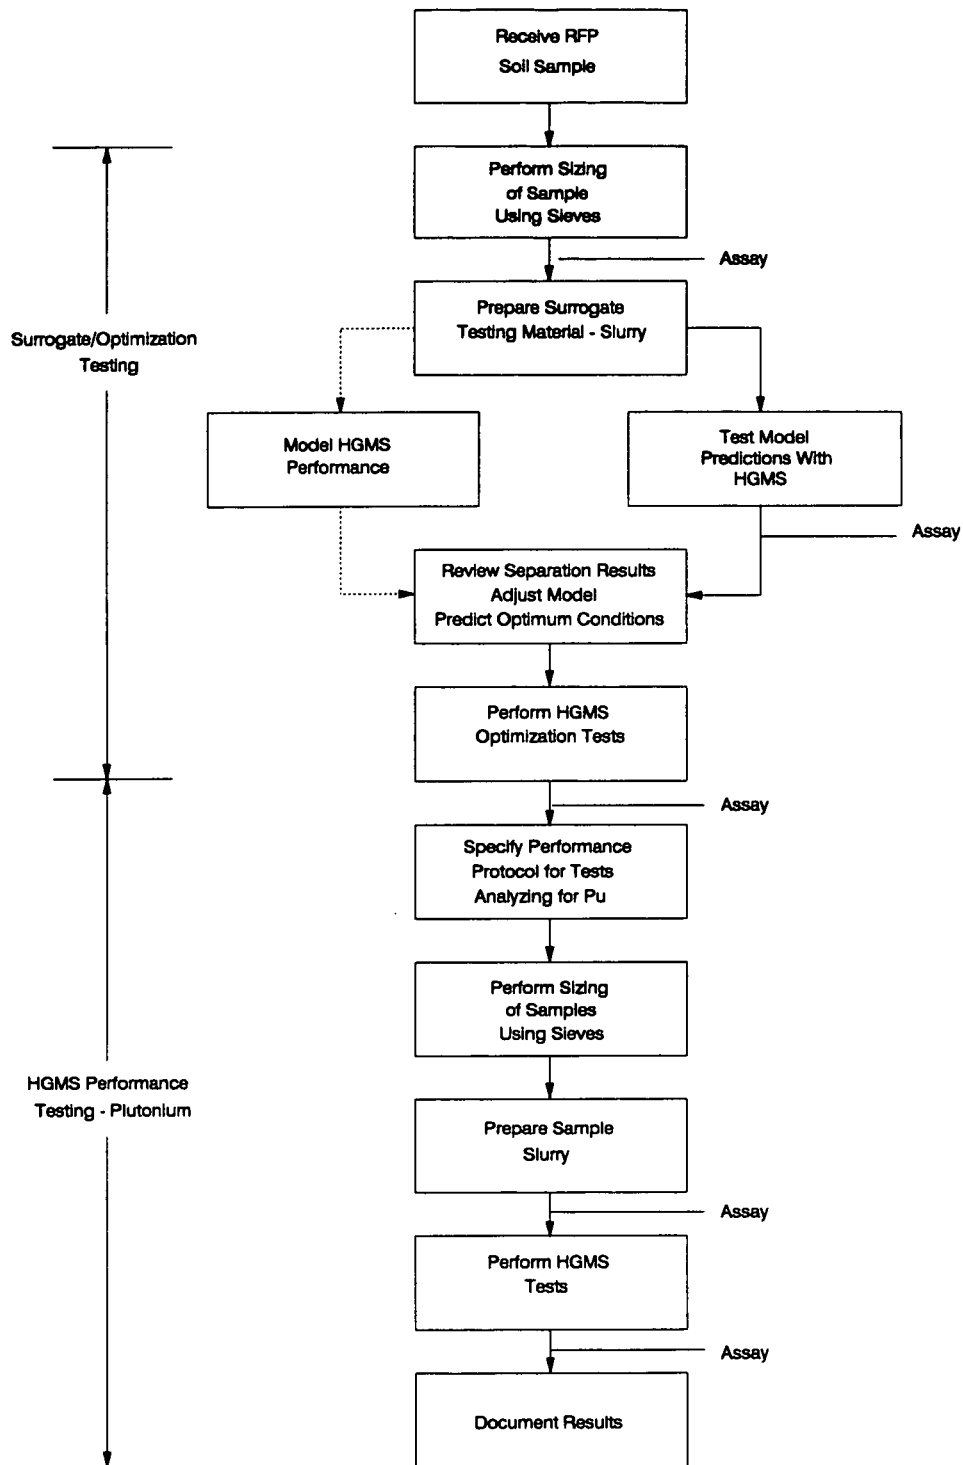 Receive RFP
Soil Sample
Perform Sizing
of Sample
Using Sieves
Assay
Prepare Surrogate
Testing Material - Slurry
Surrogate/Optimization
Testing
Model HGMS
Performance
Test Model
Predictions With
HGMS
Assay
Review Separation Results
Adjust Model
Predict Optimum Conditions
Perform HGMS
Optimization Tests
Assay
Specify Performance
Protocol for Tests
Analyzing for Pu
Perform Sizing
of Samples
Using Sieves
HGMS Performance
Testing - Plutonium
Prepare Sample
Slurry
Assay
Perform HGMS
Tests
Assay
Document Results